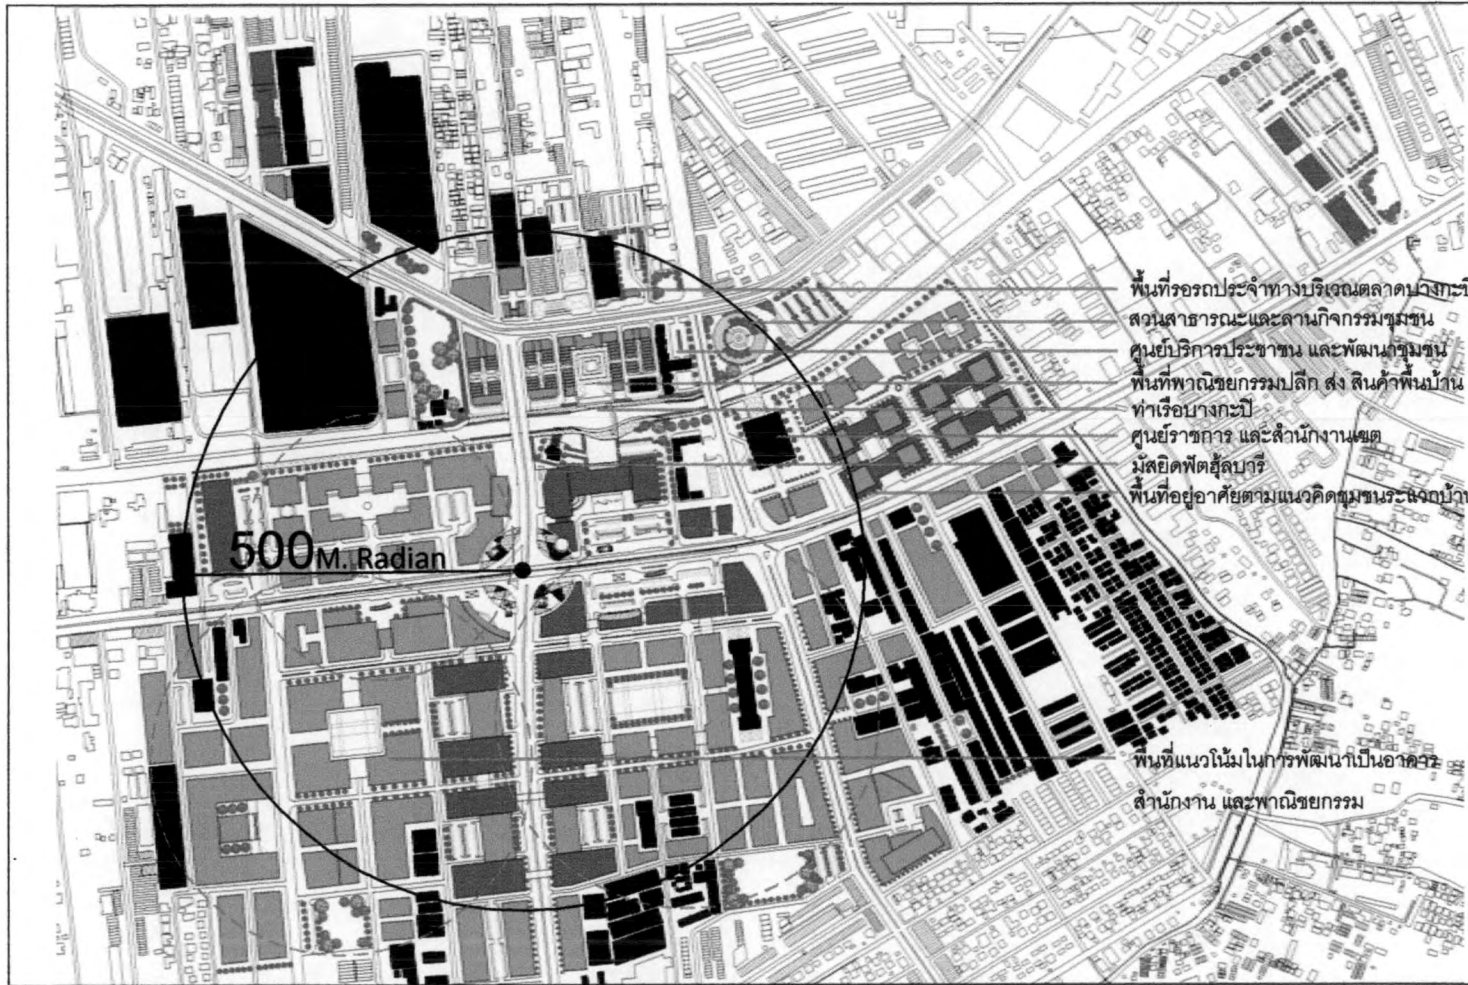 พื้นที่รอรถประจำทางบริเวณตลาดบางกะปิ
สวนสาธารณะและลานกิจกรรมชุมชน
ศูนย์บริการประชาชน และพัฒนาชุมชน
พื้นที่พาณิชยกรรมปลีก ส่ง สินค้าพื้นบ้าน
ท่าเรือบางกะปิ
ศูนย์ราชการ และสำนักงานเขต
มัสยิดฟัตฮุ้ลบารี
พื้นที่อยู่อาศัยตามแนวคิดชุมชนระแวกบ้าน
500M. Radian
พื้นที่แนวโน้มในการพัฒนาเป็นอาคาร
สำนักงาน และพาณิชยกรรม